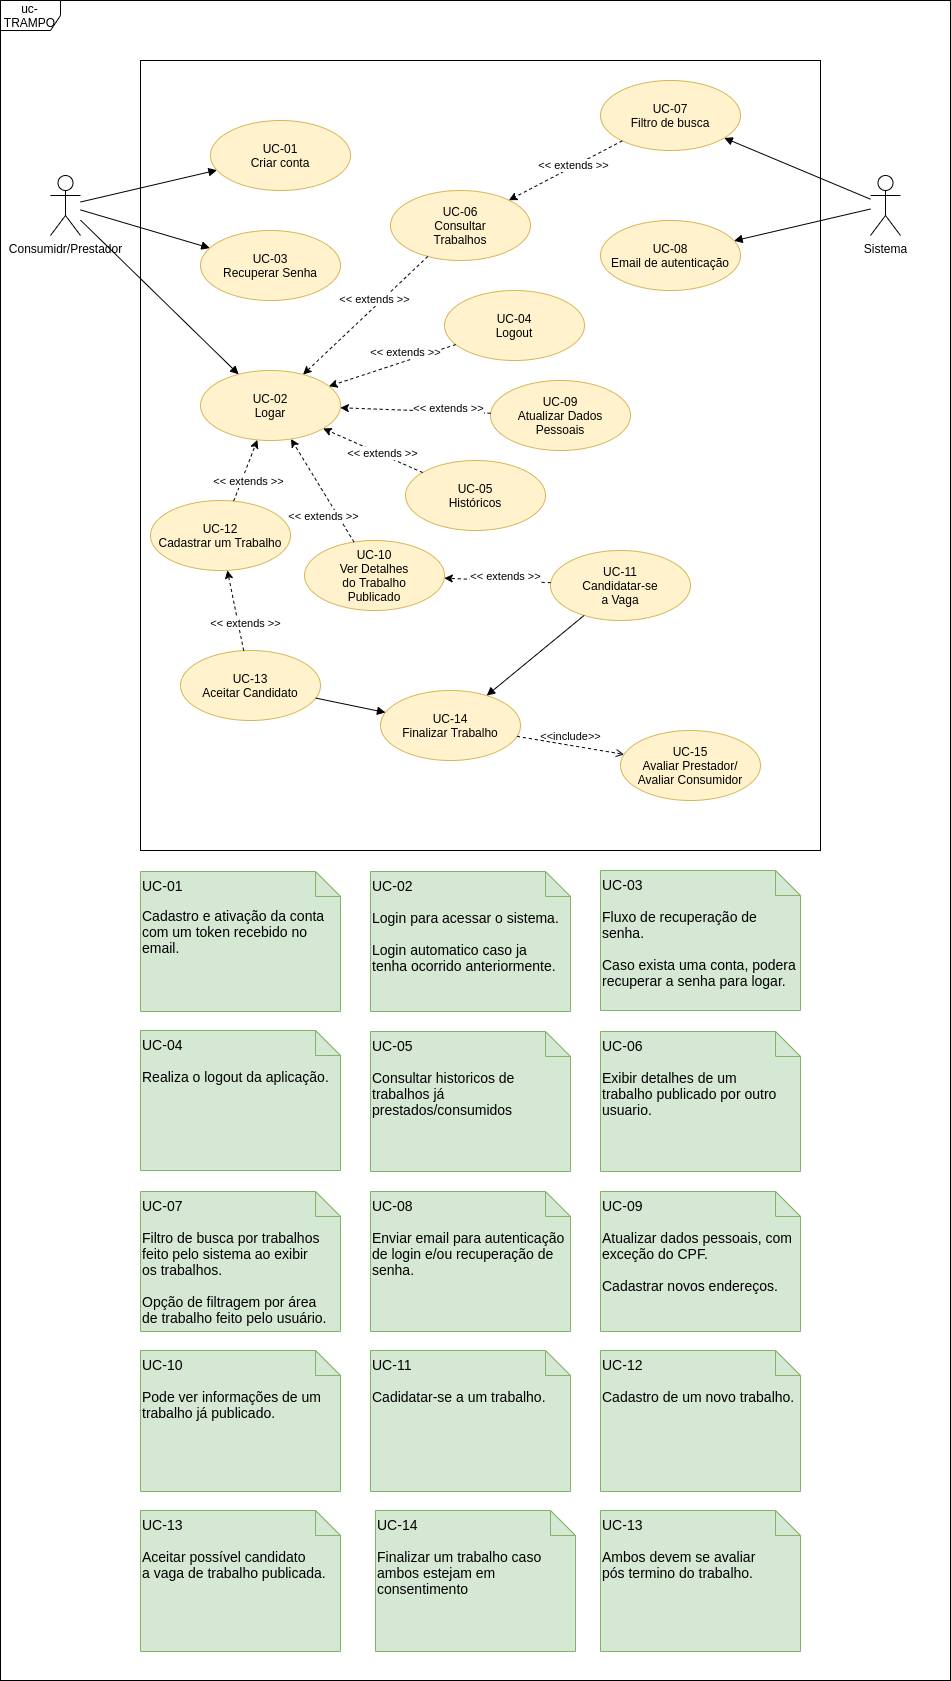 uc-
TRAMPO
UC-01
Criar conta
UC-07
Filtro de busca
<< extends >>
Consumidr/Prestador
UC-03
Recuperar Senha
UC-06
Consultar
Trabalhos
UC-08
Email de autenticação
Sistema
<< extends >>
UC-04
Logout
<< extends >>
UC-02
Logar
<< extends >>
UC-09
Atualizar Dados
Pessoais
<< extends >>
UC-05
Históricos
<< extends >>
<< extends >>
UC-12
Cadastrar um Trabalho
UC-10
Ver Detalhes
do Trabalho
Publicado
<< extends >>
UC-11
Candidatar-se
a Vaga
<< extends >>
UC-13
Aceitar Candidato
UC-14
Finalizar Trabalho
<<include>>
UC-15
Avaliar Prestador/
Avaliar Consumidor
UC-01
Cadastro e ativação da conta
com um token recebido no
email.
UC-02
Login para acessar o sistema.
Login automatico caso ja
tenha ocorrido anteriormente.
UC-03
Fluxo de recuperação de
senha.
Caso exista uma conta, podera
recuperar a senha para logar.
UC-04
Realiza o logout da aplicação.
UC-05
Consultar historicos de
trabalhos já
prestados/consumidos
UC-06
Exibir detalhes de um
trabalho publicado por outro
usuario.
UC-07
Filtro de busca por trabalhos
feito pelo sistema ao exibir
os trabalhos.
Opção de filtragem por área
de trabalho feito pelo usuário.
UC-08
Enviar email para autenticação
de login e/ou recuperação de
senha.
UC-09
Atualizar dados pessoais, com
exceção do CPF.
Cadastrar novos endereços.
UC-10
Pode ver informações de um
trabalho já publicado.
UC-11
Cadidatar-se a um trabalho.
UC-12
Cadastro de um novo trabalho.
UC-13
Aceitar possível candidato
a vaga de trabalho publicada.
UC-14
Finalizar um trabalho caso
ambos estejam em
consentimento
UC-13
Ambos devem se avaliar
pós termino do trabalho.